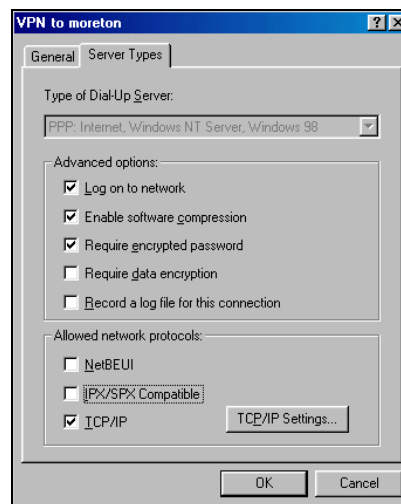 VPN to moreton
General Server Types
Type of Dial-Up Server:
PPP: Internet, Windows NT Server, Windows 98
Advanced options:
Log on to network
Enable software compression
Require encrypted password
Require data encryption
Record a log file for this connection
Allowed network protocols:
NetBEUI
IPX/SPX Compatible
TCP/IP TCP/IP Settings...
OK Cancel